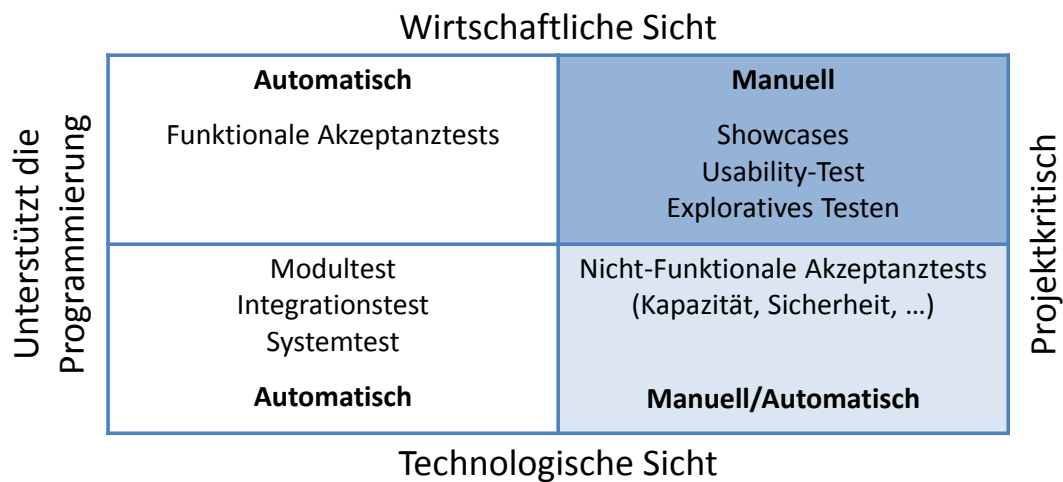 Wirtschaftliche Sicht
Unterstützt die
Programmierung
Automatisch
Funktionale Akzeptanztests
Manuell
Showcases
Usability-Test
Exploratives Testen
Modultest
Integrationstest
Systemtest
Automatisch
Nicht-Funktionale Akzeptanztests
(Kapazität, Sicherheit, …)
Manuell/Automatisch
Projektkritisch
Technologische Sicht